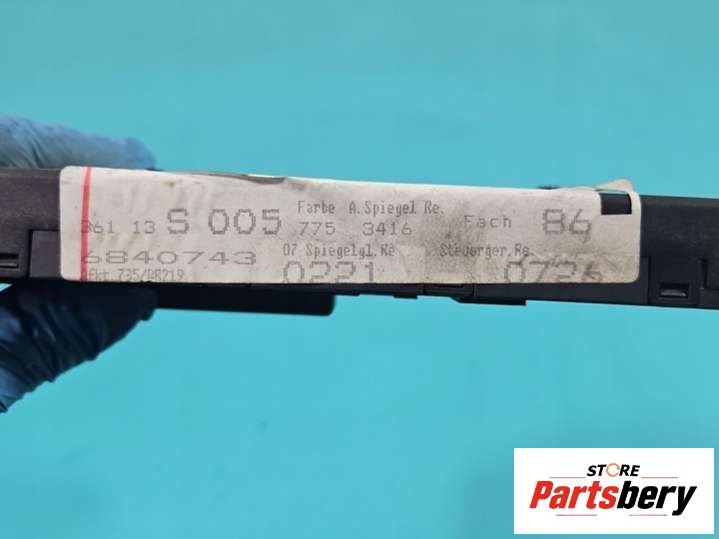 Farbe A.Spiegel Re.
361 13 S 005 775 3416 Fach 86
6840743 07 Spiegelgl.Re Steuerger.Re.
Afkt.735/BR219 0221 0726
STORE
Partsbery